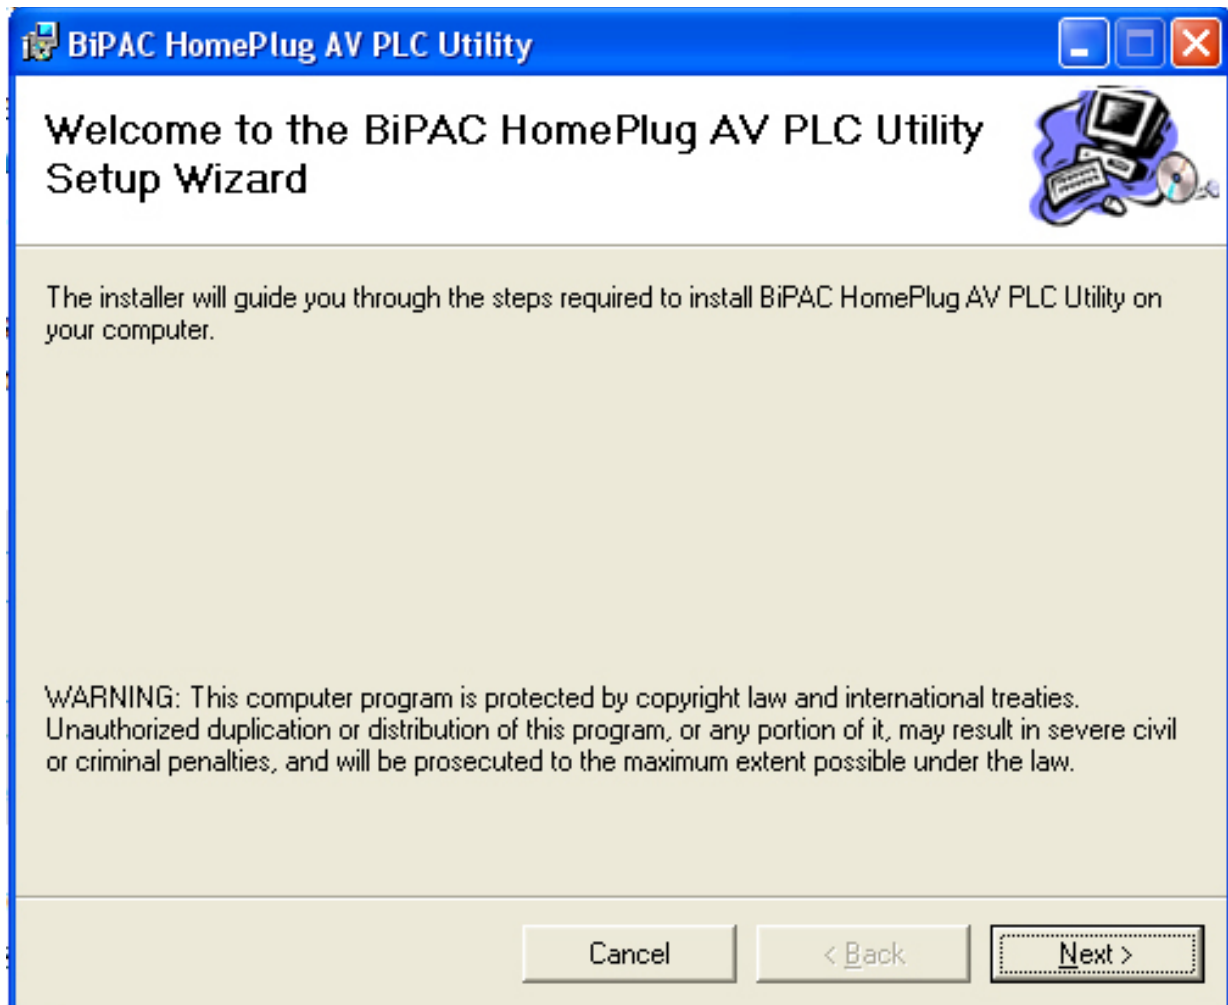 BiPAC HomePlug AV PLC Utility
Welcome to the BiPAC HomePlug AV PLC Utility
Setup Wizard
The installer will guide you through the steps required to install BiPAC HomePlug AV PLC Utility on
your computer.
WARNING: This computer program is protected by copyright law and international treaties.
Unauthorized duplication or distribution of this program, or any portion of it, may result in severe civil
or criminal penalties, and will be prosecuted to the maximum extent possible under the law.
Cancel
< Back
Next >